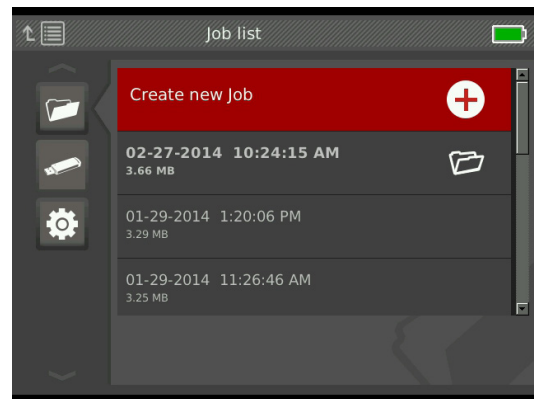 Job list
Create new Job
02-27-2014 10:24:15 AM
3.66 MB
01-29-2014 1:20:06 PM
3.29 MB
01-29-2014 11:26:46 AM
3.25 MB